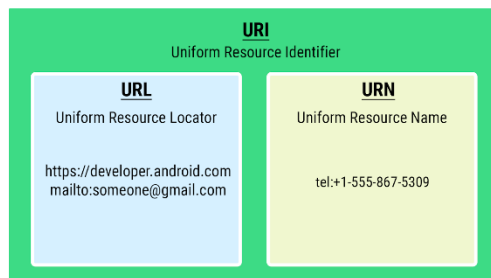 URI
Uniform Resource Identifier
URL
Uniform Resource Locator
https://developer.android.com
mailto:someone@gmail.com
URN
Uniform Resource Name
tel:+1-555-867-5309